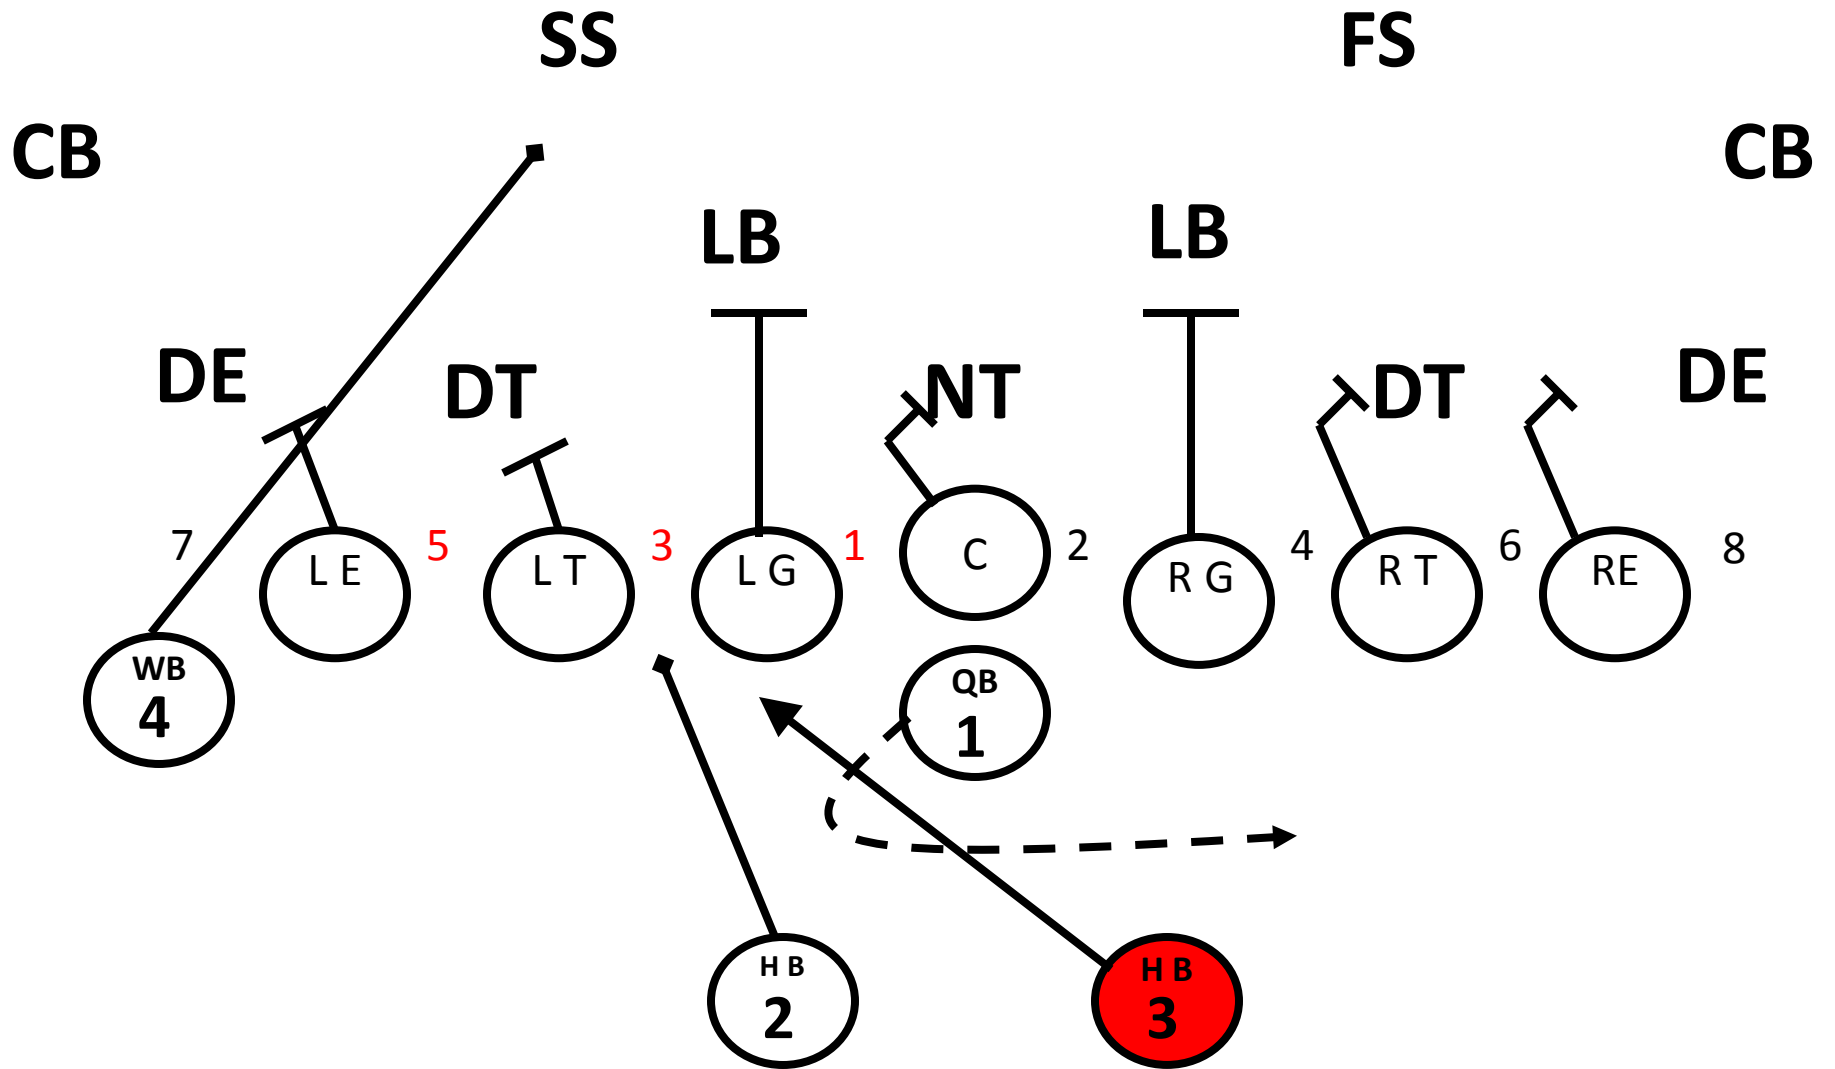 SS FS
CB CB
LB LB
DE DT NT DT DE
7 5 3 1 2 4 6 8
L E L T L G C R G R T RE
WB QB
4 1
H B H B
2 3